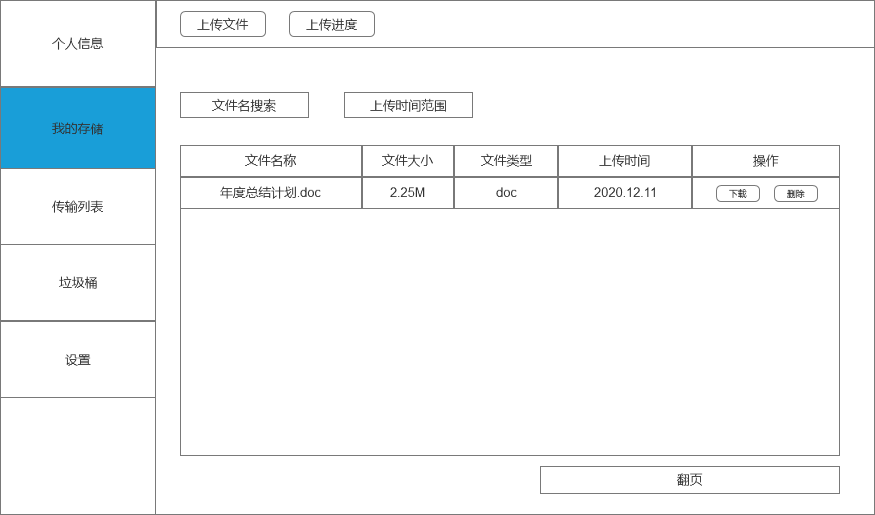 个人信息
我的存储
传输列表
垃圾桶
设置
上传文件 上传进度
文件名搜索 上传时间范围
文件名称 文件大小 文件类型 上传时间 操作
年度总结计划.doc 2.25M doc 2020.12.11 下载 删除
翻页